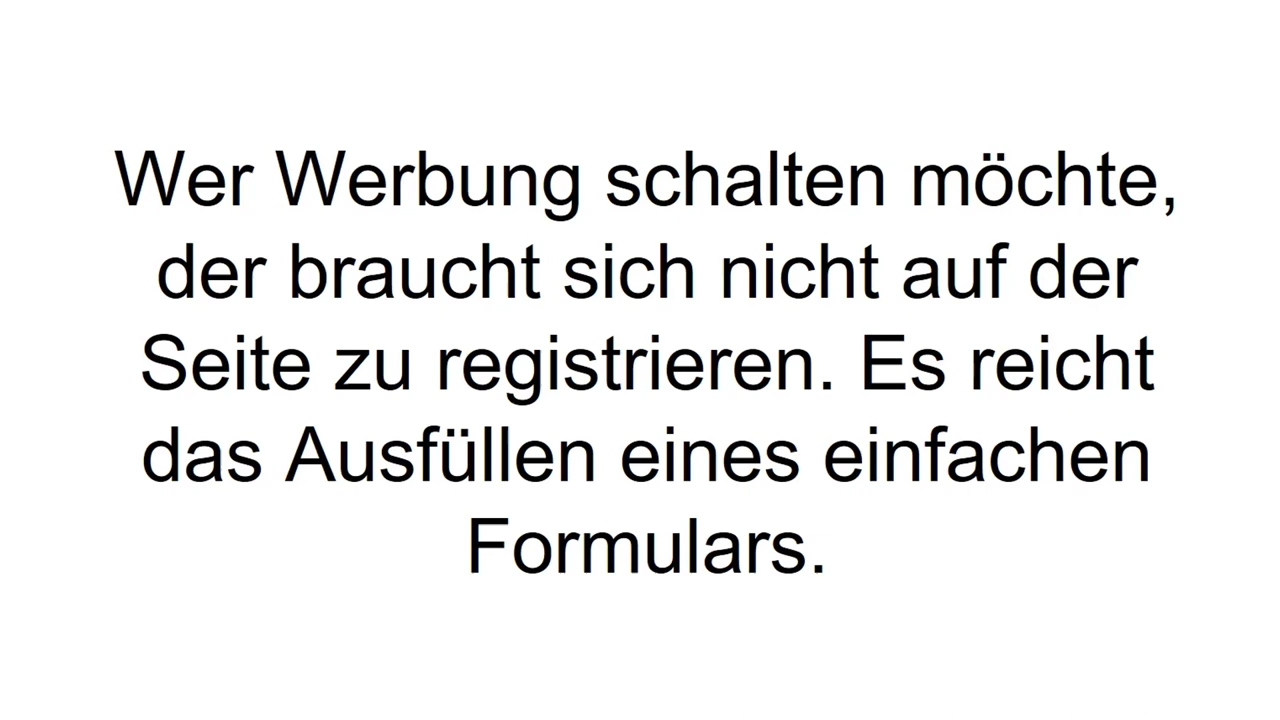 Wer Werbung schalten möchte,
der braucht sich nicht auf der
Seite zu registrieren. Es reicht
das Ausfüllen eines einfachen
Formulars.